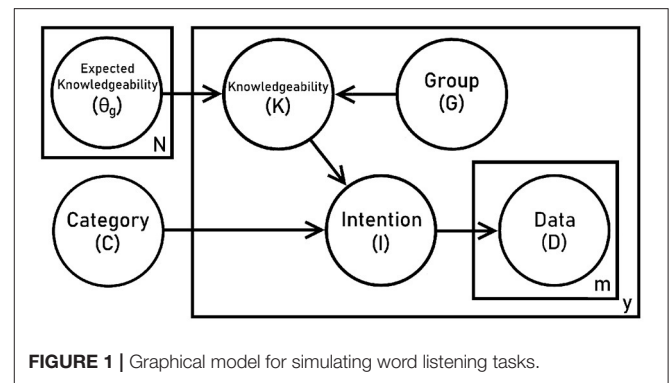 Expected
Knowledgeability
(θg)
N
Knowledgeability
(K)
Group
(G)
Category
(C)
Intention
(I)
Data
(D)
m
y
FIGURE 1 | Graphical model for simulating word listening tasks.